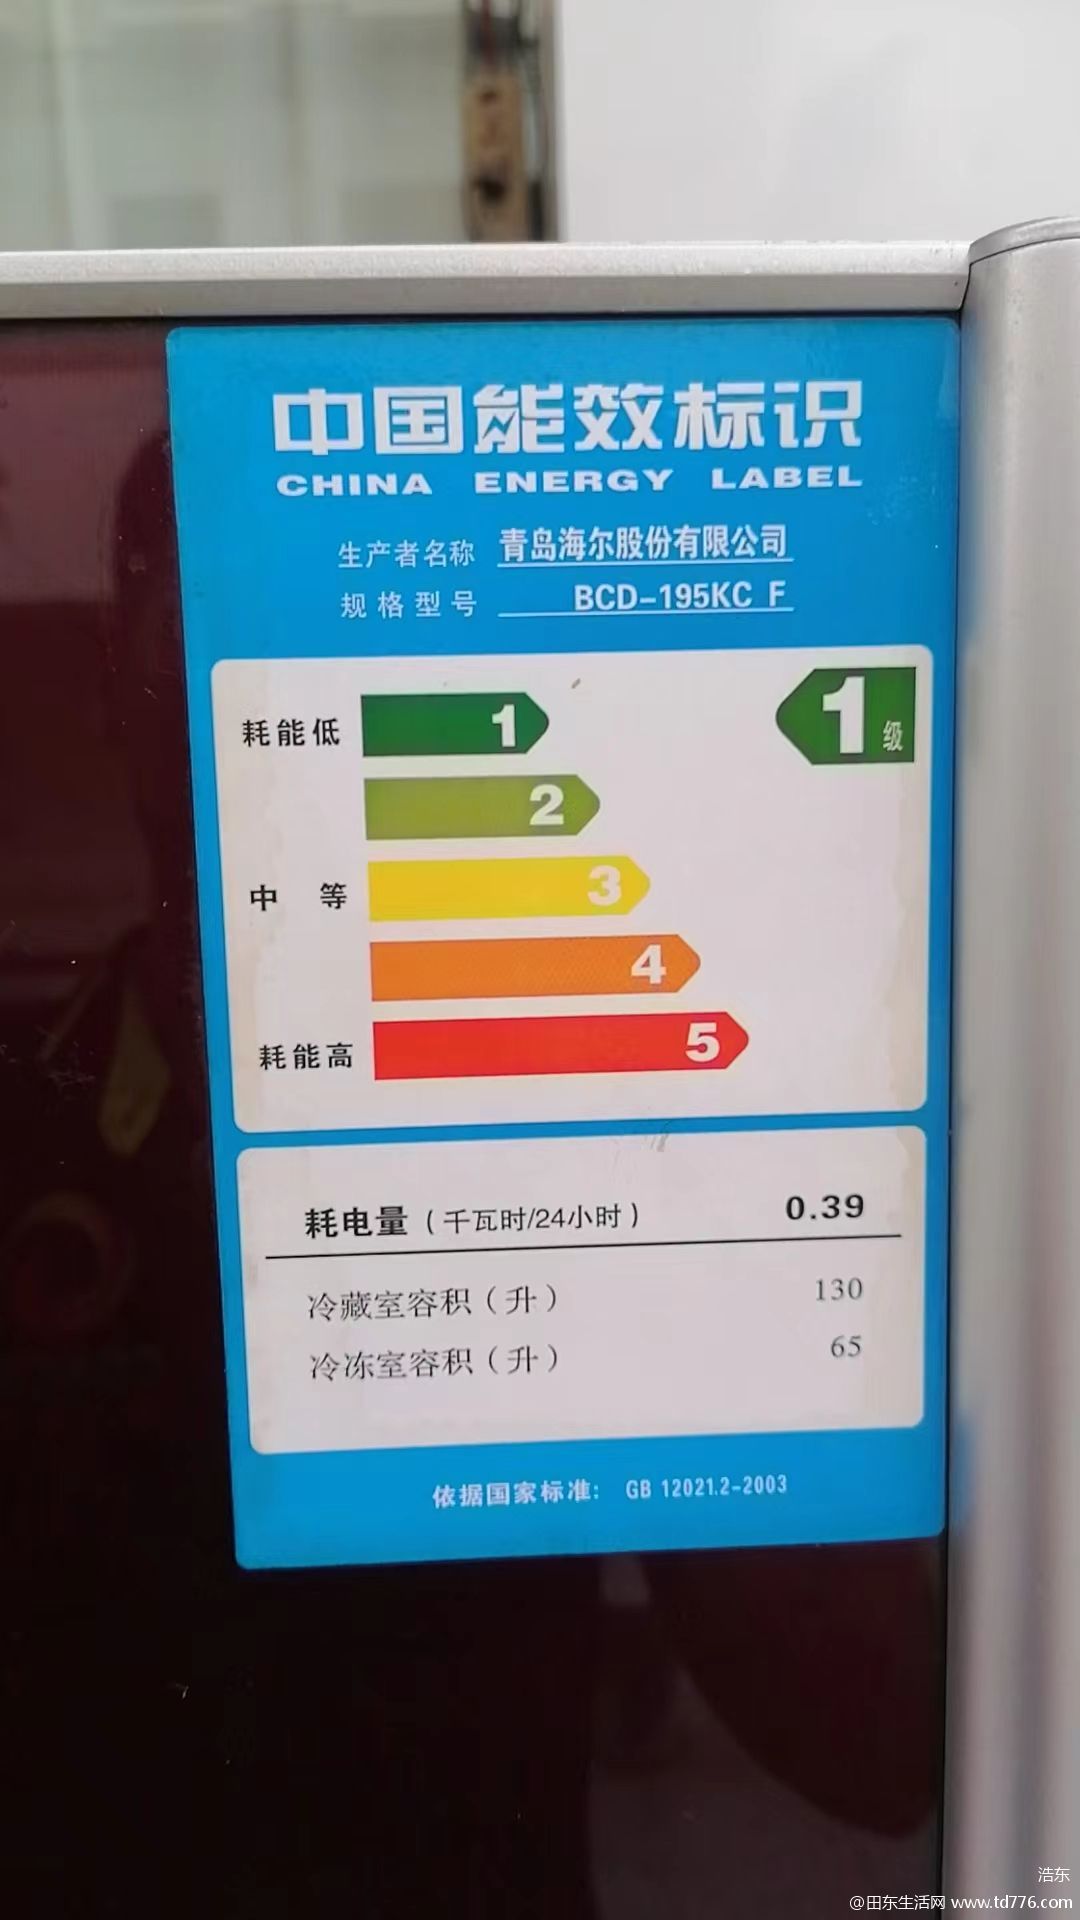 中国能效标识
CHINA ENERGY LABEL
生产者名称 青岛海尔股份有限公司
规格型号 BCD-195KC F
耗能低 1 1级
2
中等 3
4
耗能高 5
耗电量（千瓦时/24小时） 0.39
冷藏室容积（升） 130
冷冻室容积（升） 65
依据国家标准： GB 12021.2-2003
浩东
@田东生活网 www.td776.com